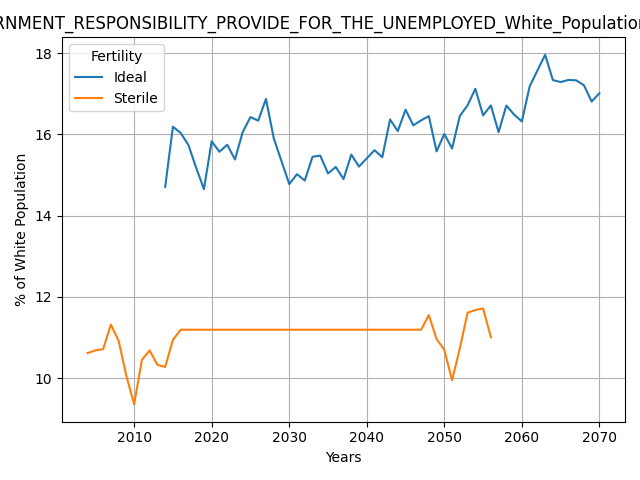 RNMENT_RESPONSIBILITY_PROVIDE_FOR_THE_UNEMPLOYED_White_Population
Fertility
Ideal
Sterile
18
16
14
12
10
% of White Population
2010 2020 2030 2040 2050 2060 2070
Years